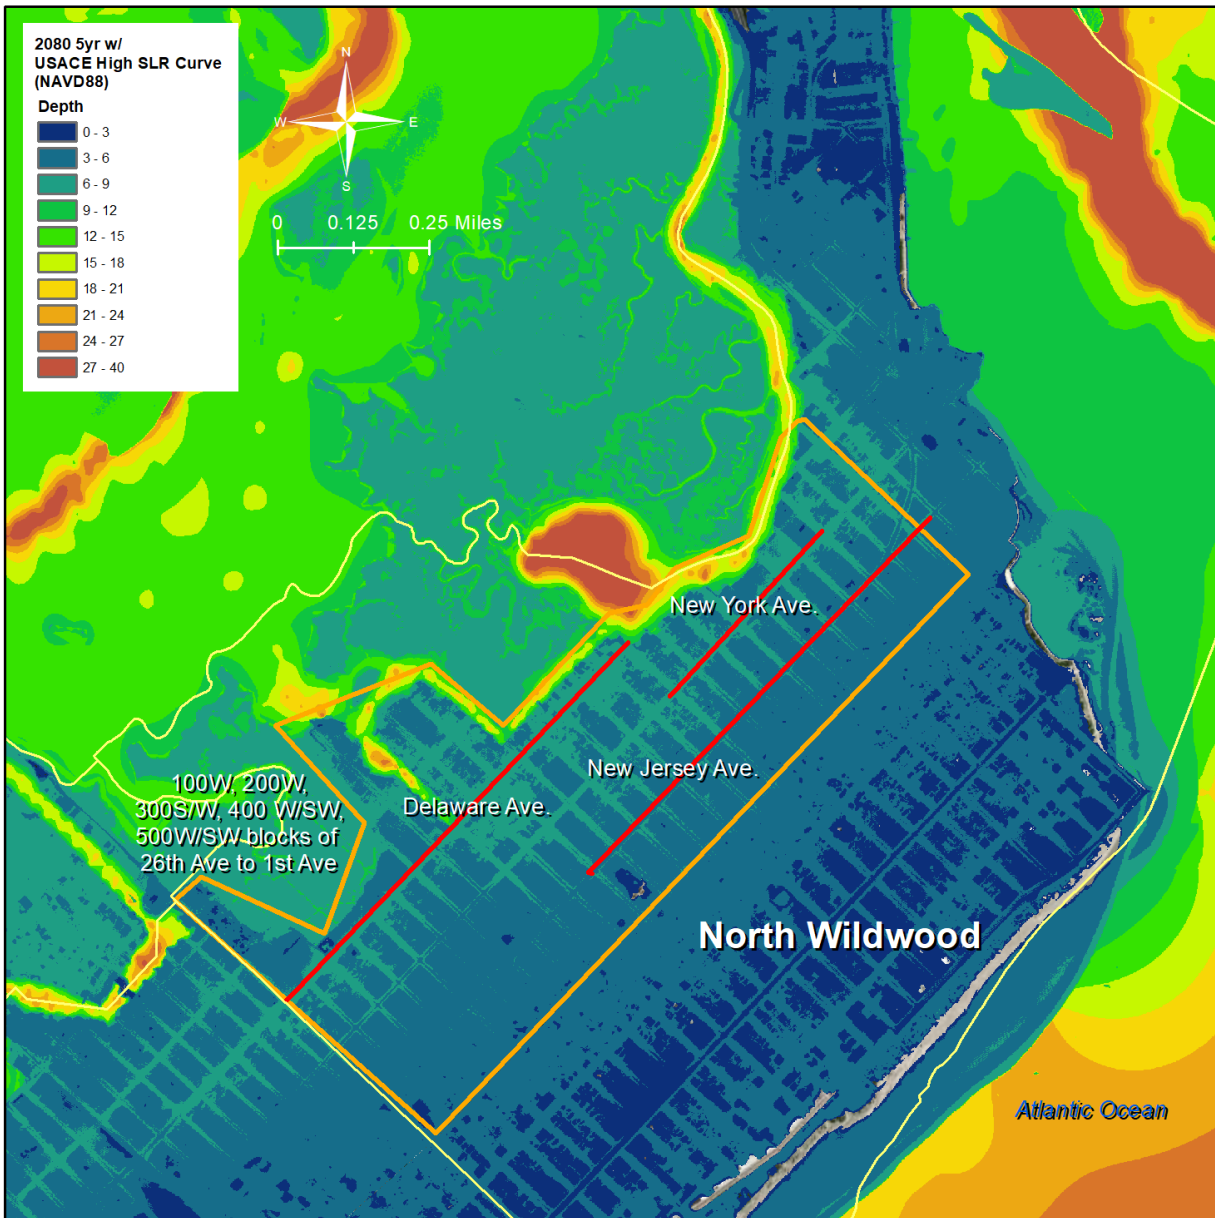 2080 5yr w/
USACE High SLR Curve
(NAVD88)
Depth
0 - 3
3 - 6
6 - 9
9 - 12
12 - 15
15 - 18
18 - 21
21 - 24
24 - 27
27 - 40
N
W
E
S
0 0.125 0.25 Miles
New York Ave.
New Jersey Ave.
Delaware Ave.
100W, 200W,
300S/W, 400 W/SW,
500W/SW blocks of
26th Ave to 1st Ave
North Wildwood
Atlantic Ocean